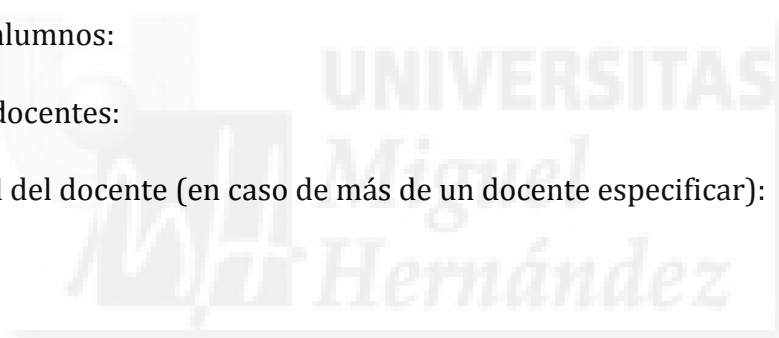 alumnos:
UNIVERSITAS
docentes:
Miguel
del docente (en caso de más de un docente especificar):
Hernández